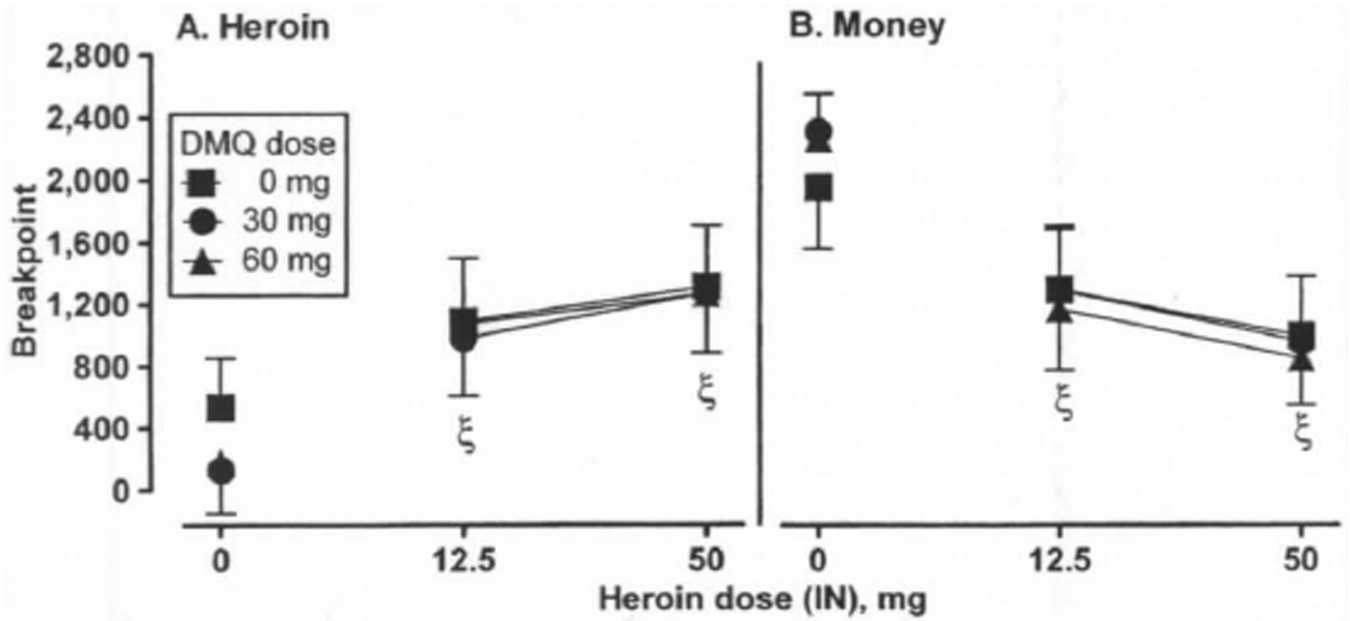 A. Heroin
B. Money
2,800
2,400
2,000
1,600
1,200
800
400
0
Breakpoint
DMQ dose
0 mg
30 mg
60 mg
ξ
ξ
ξ
ξ
0
12.5
50
0
12.5
50
Heroin dose (IN), mg